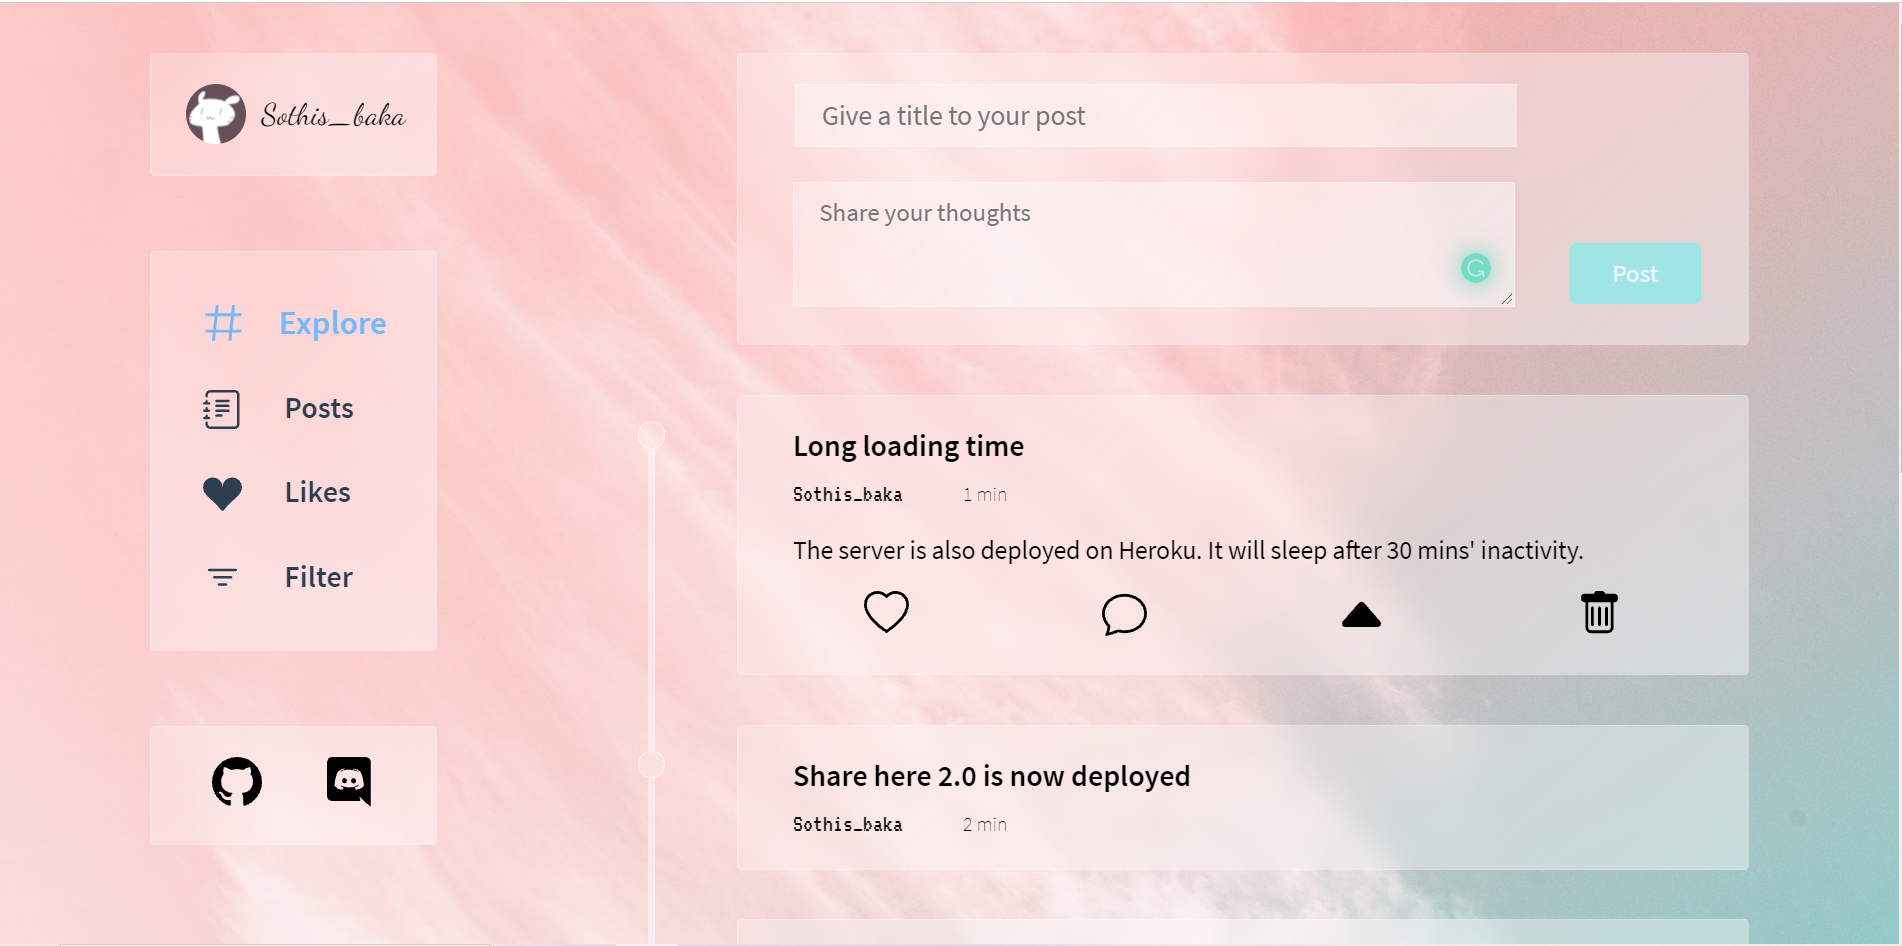 Sothis_baka
Explore
Posts
Likes
Filter
Give a title to your post
Share your thoughts
Post
Long loading time
Sothis_baka 1 min
The server is also deployed on Heroku. It will sleep after 30 mins' inactivity.
Share here 2.0 is now deployed
Sothis_baka 2 min